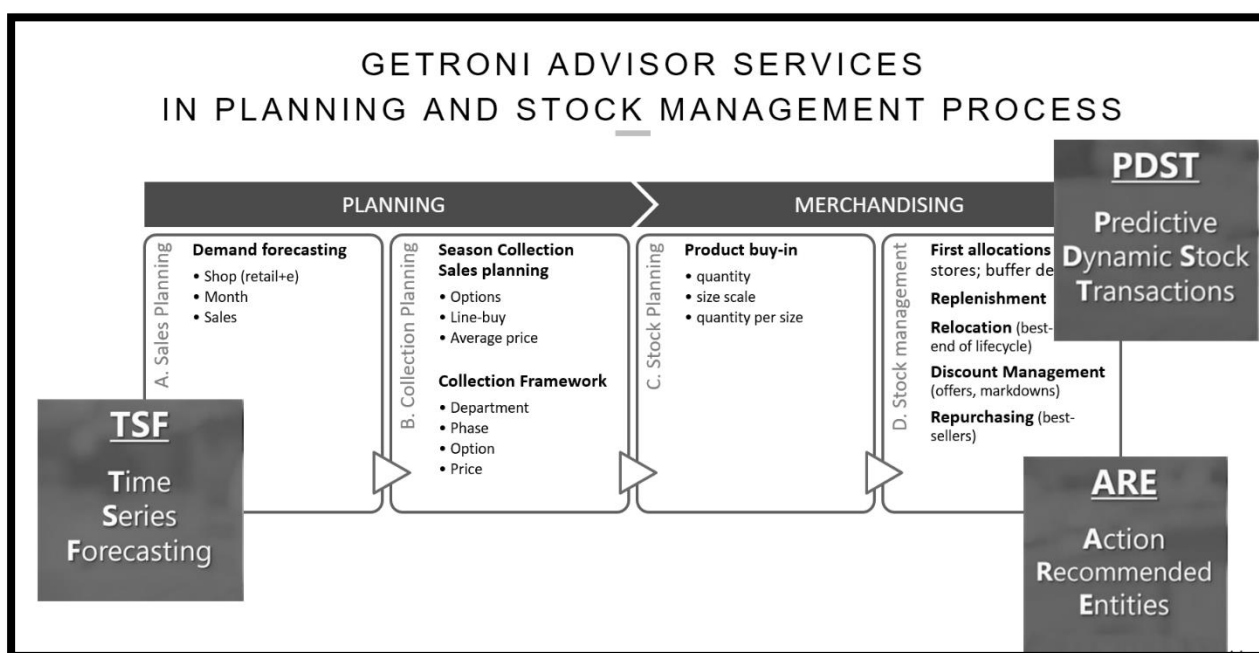 GETRONI ADVISOR SERVICES
IN PLANNING AND STOCK MANAGEMENT PROCESS
PLANNING
MERCHANDISING
A. Sales Planning
Demand forecasting
• Shop (retail+e)
• Month
• Sales
B. Collection Planning
Season Collection
Sales planning
• Options
• Line-buy
• Average price
Collection Framework
• Department
• Phase
• Option
• Price
C. Stock Planning
Product buy-in
• quantity
• size scale
• quantity per size
D. Stock management
First allocations
stores; buffer
Replenishment
Relocation (best-
end of lifecycle)
Discount Management
(offers, markdowns)
Repurchasing (best-
sellers)
TSF
Time
Series
Forecasting
PDST
Predictive
Dynamic Stock
Transactions
ARE
Action
Recommended
Entities